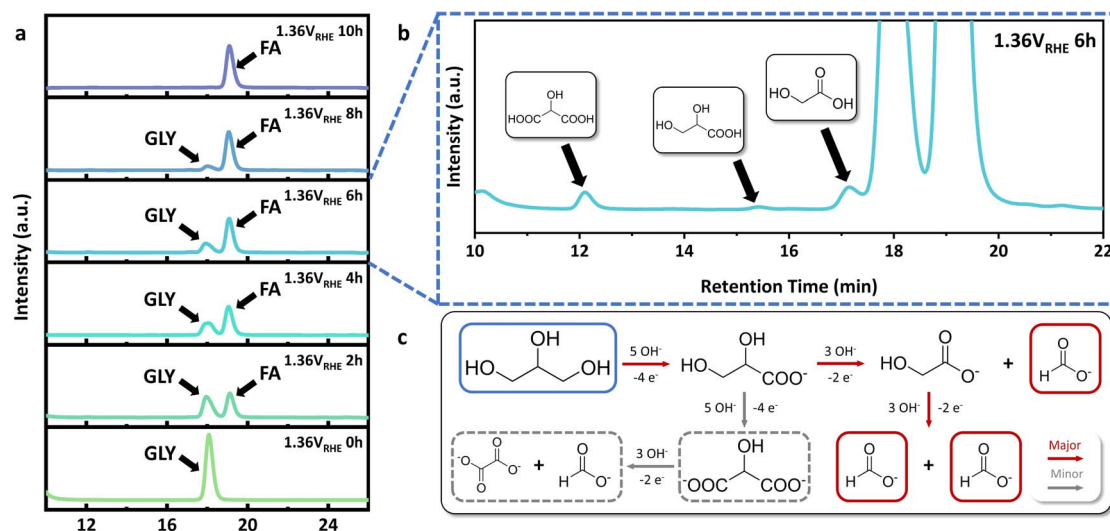 a
1.36V_RHE 10h
FA
1.36V_RHE 8h
GLY
FA
1.36V_RHE 6h
GLY
FA
1.36V_RHE 4h
GLY
FA
1.36V_RHE 2h
GLY
FA
1.36V_RHE 0h
GLY
12 16 20 24
Intensity (a.u.)
b
1.36V_RHE 6h
OH
HOOC COOH
OH
HO COOH
O
HO OH
Intensity (a.u.)
10 12 14 16 18 20 22
Retention Time (min)
c
OH
HO OH
5 OH⁻
-4 e⁻
OH
HO COO⁻
3 OH⁻
-2 e⁻
O
HO O⁻
+
O
H O⁻
5 OH⁻ -4 e⁻
3 OH⁻ -2 e⁻
O
⁻O O⁻
O
+
O
H O⁻
3 OH⁻
-2 e⁻
OH
⁻OOC COO⁻
O
H O⁻
+
O
H O⁻
Major
Minor